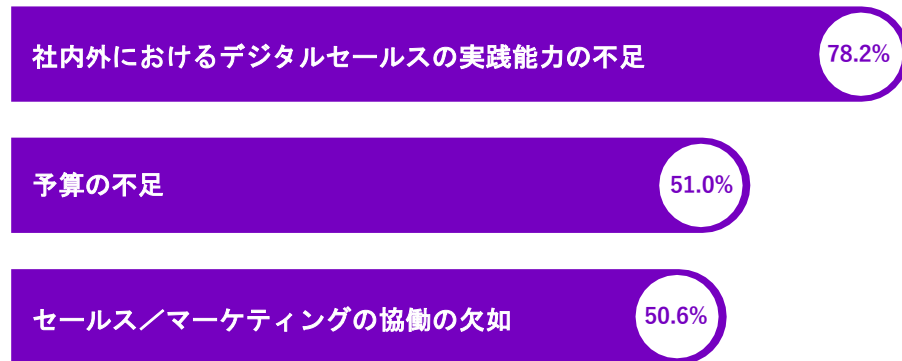 社内外におけるデジタルセールスの実践能力の不足
78.2%
予算の不足
51.0%
セールス／マーケティングの協働の欠如
50.6%